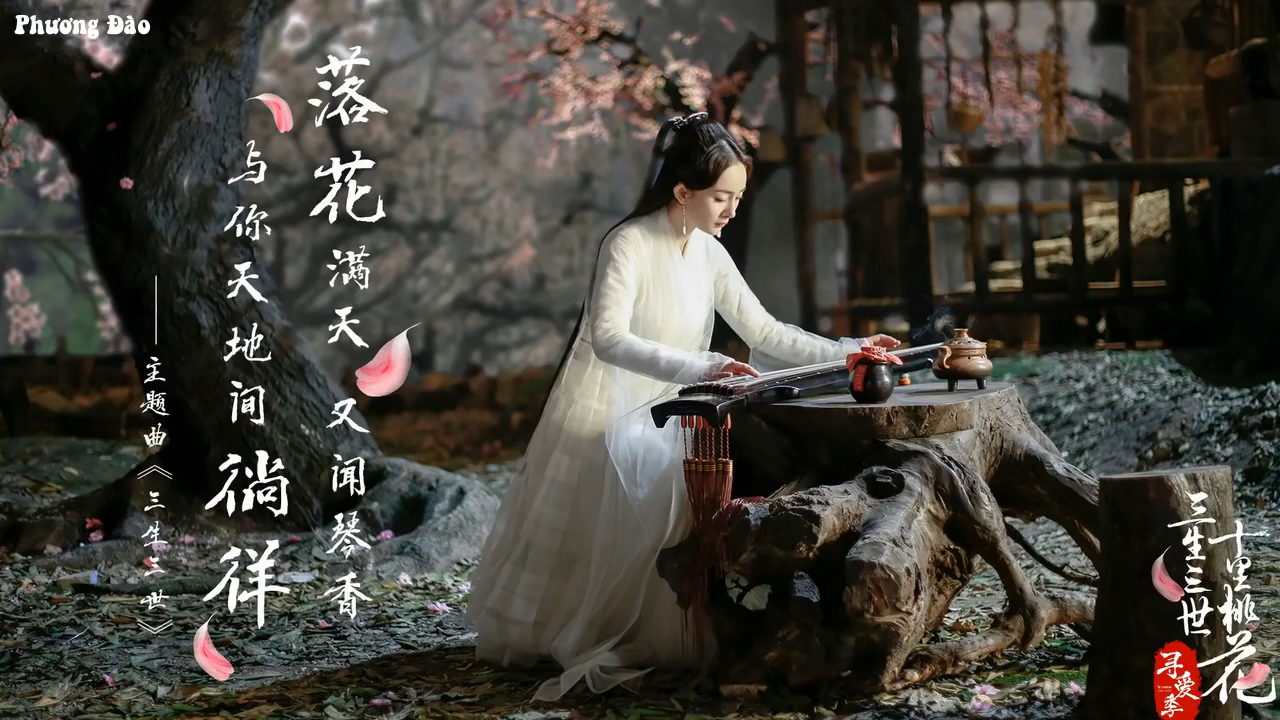 Phương Đào
落花满天又闻琴香
与你天地间徜徉
——主题曲《三生三世》
三生三世
十里桃花
寻爱季